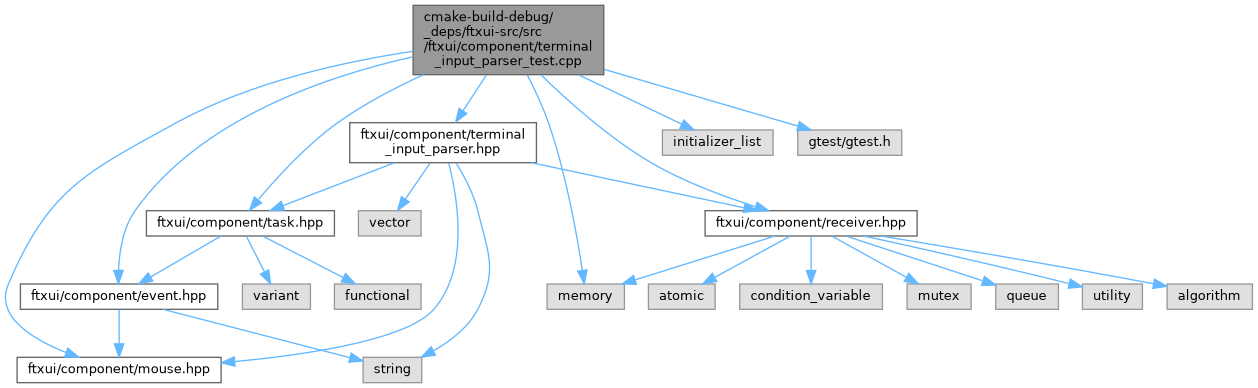 cmake-build-debug/
_deps/ftxui-src/src
/ftxui/component/terminal
_input_parser_test.cpp
ftxui/component/terminal
_input_parser.hpp
initializer_list
gtest/gtest.h
ftxui/component/task.hpp
vector
ftxui/component/receiver.hpp
ftxui/component/event.hpp
variant
functional
memory
atomic
condition_variable
mutex
queue
utility
algorithm
ftxui/component/mouse.hpp
string